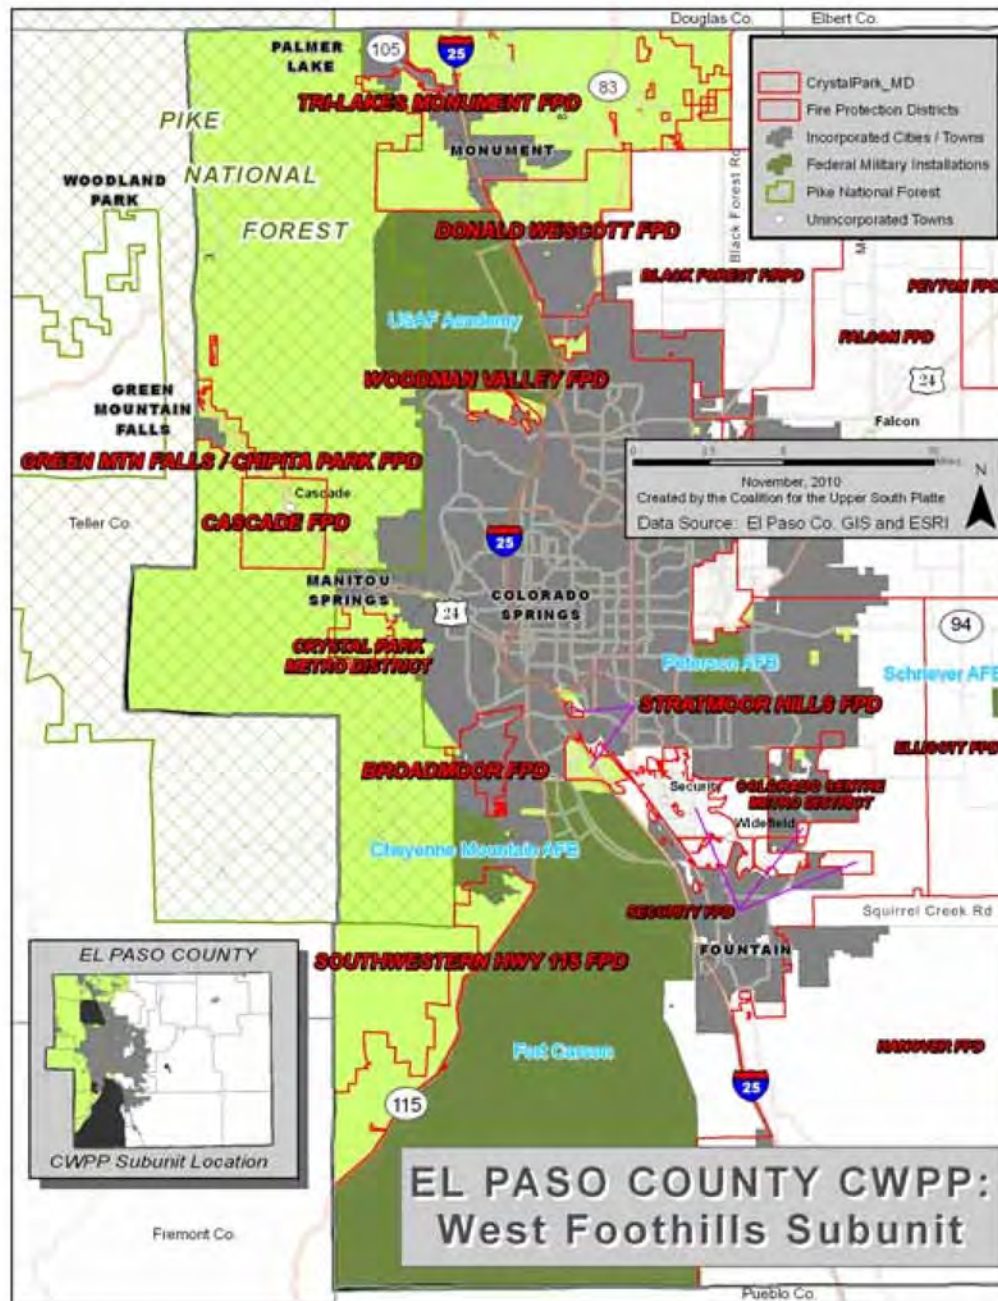 Douglas Co.
Elbert Co.
PALMER
LAKE
105
25
83
TRI-LAKES MONUMENT FPD
MONUMENT
PIKE
NATIONAL
FOREST
WOODLAND
PARK
CrystalPark_MD
Fire Protection Districts
Incorporated Cities / Towns
Federal Military Installations
Pike National Forest
Unincorporated Towns
Black Forest Rd
DONALD WESCOTT FPD
BLACK FOREST F/RPD
PEYTON FPD
FALCON FPD
USAF Academy
24
WOODMAN VALLEY FPD
GREEN
MOUNTAIN
FALLS
Falcon
GREEN MTN FALLS / CHIPITA PARK FPD
Cascade
CASCADE FPD
Teller Co.
November, 2010
Created by the Coalition for the Upper South Platte
Data Source: El Paso Co. GIS and ESRI
N
25
MANITOU
SPRINGS
24
COLORADO
SPRINGS
94
CRYSTAL PARK
METRO DISTRICT
Peterson AFB
Schriever AFB
STRATMOOR HILLS FPD
ELLICOTT FPD
BROADMOOR FPD
Security
COLORADO CENTRE
METRO DISTRICT
Widefield
Cheyenne Mountain AFB
SECURITY FPD
Squirrel Creek Rd
FOUNTAIN
SOUTHWESTERN HWY 115 FPD
EL PASO COUNTY
CWPP Subunit Location
Fort Carson
HANOVER FPD
25
115
EL PASO COUNTY CWPP:
West Foothills Subunit
Fremont Co.
Pueblo Co.